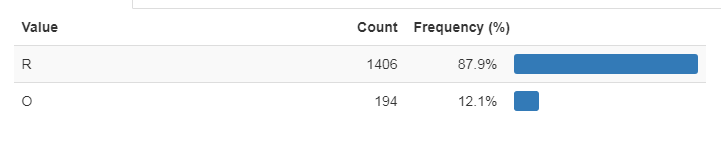 Value Count Frequency (%)
R 1406 87.9%
O 194 12.1%